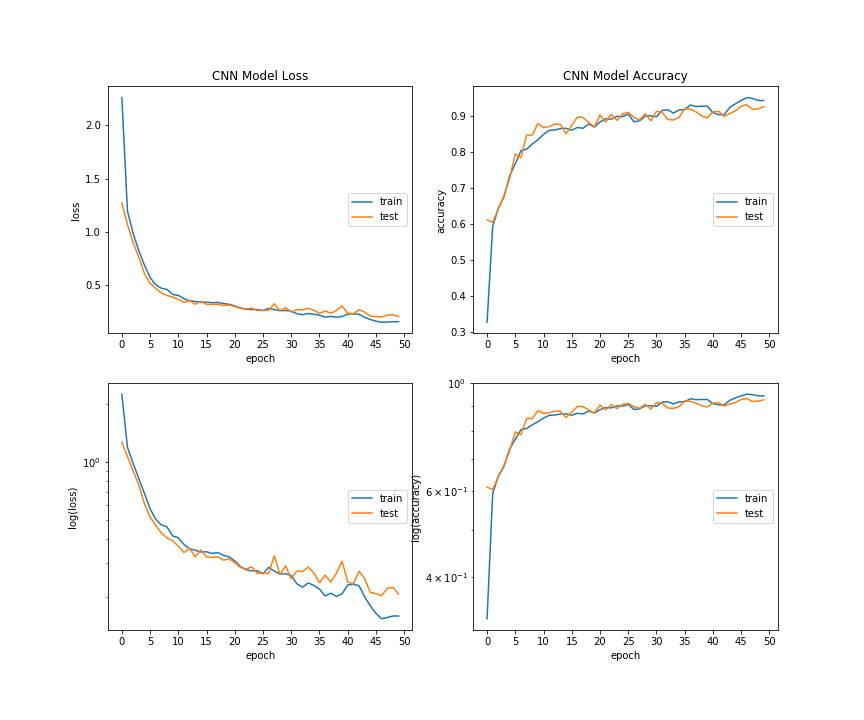 CNN Model Loss
loss
2.0
1.5
1.0
0.5
train
test
0 5 10 15 20 25 30 35 40 45 50
epoch
CNN Model Accuracy
accuracy
0.9
0.8
0.7
0.6
0.5
0.4
0.3
train
test
0 5 10 15 20 25 30 35 40 45 50
epoch
log(loss)
10⁰
train
test
0 5 10 15 20 25 30 35 40 45 50
epoch
log(accuracy)
10⁰
6 × 10⁻¹
4 × 10⁻¹
train
test
0 5 10 15 20 25 30 35 40 45 50
epoch